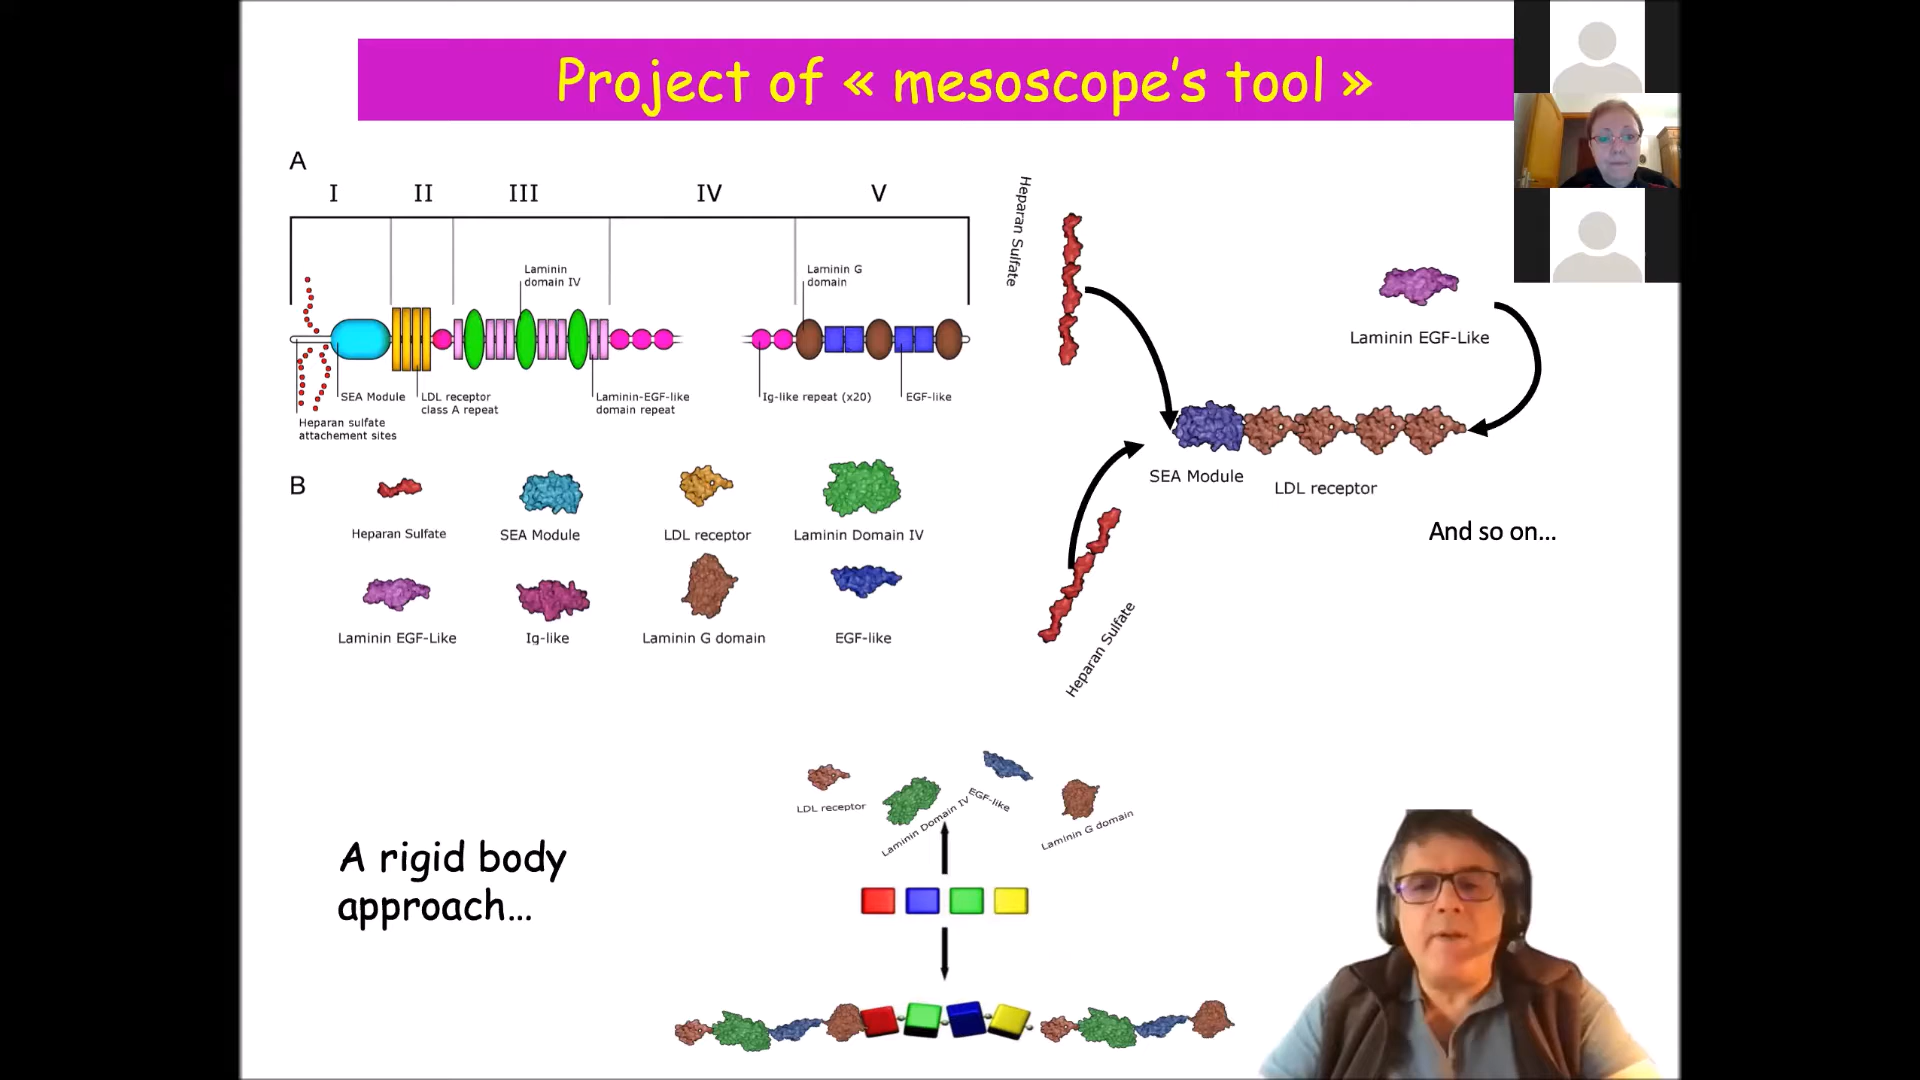 Project of « mesoscope’s tool »
A
I II III IV V
Laminin
domain IV
Laminin G
domain
SEA Module
LDL receptor
class A repeat
Laminin-EGF-like
domain repeat
Ig-like repeat (x20)
EGF-like
Heparan sulfate
attachement sites
B
Heparan Sulfate
SEA Module
LDL receptor
Laminin Domain IV
Laminin EGF-Like
Ig-like
Laminin G domain
EGF-like
Heparan Sulfate
Laminin EGF-Like
SEA Module
LDL receptor
And so on...
Heparan Sulfate
A rigid body
approach...
LDL receptor
Laminin Domain IV
EGF-like
Laminin G domain